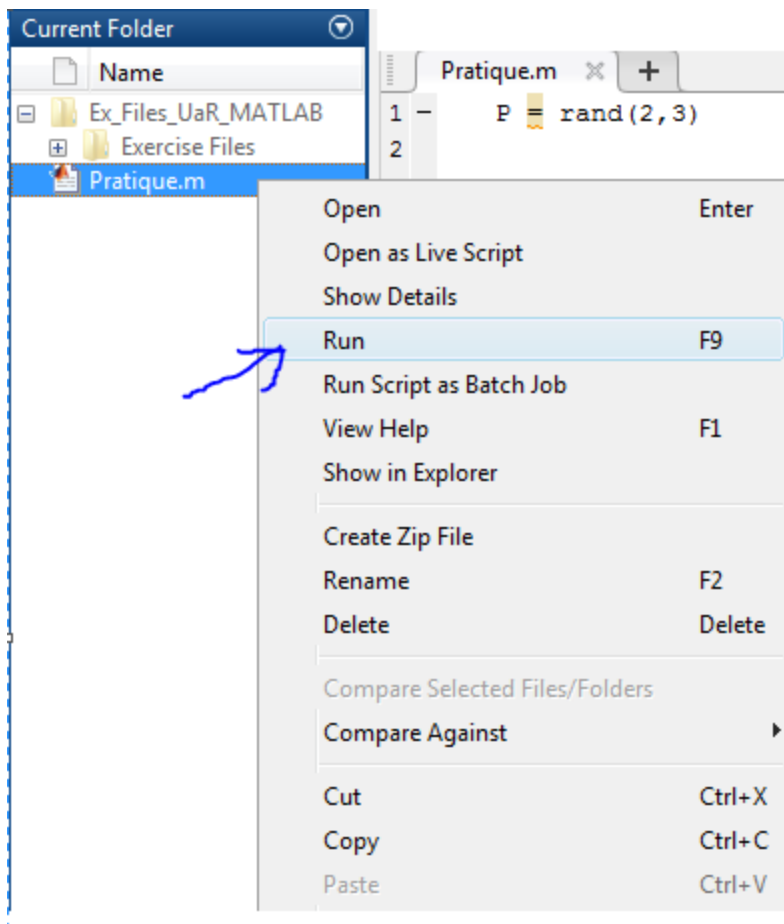 Current Folder
Name
Ex_Files_UaR_MATLAB
Exercise Files
Pratique.m
Pratique.m
1 P = rand(2,3)
2
Open Enter
Open as Live Script
Show Details
Run F9
Run Script as Batch Job
View Help F1
Show in Explorer
Create Zip File
Rename F2
Delete Delete
Compare Selected Files/Folders
Compare Against
Cut Ctrl+X
Copy Ctrl+C
Paste Ctrl+V